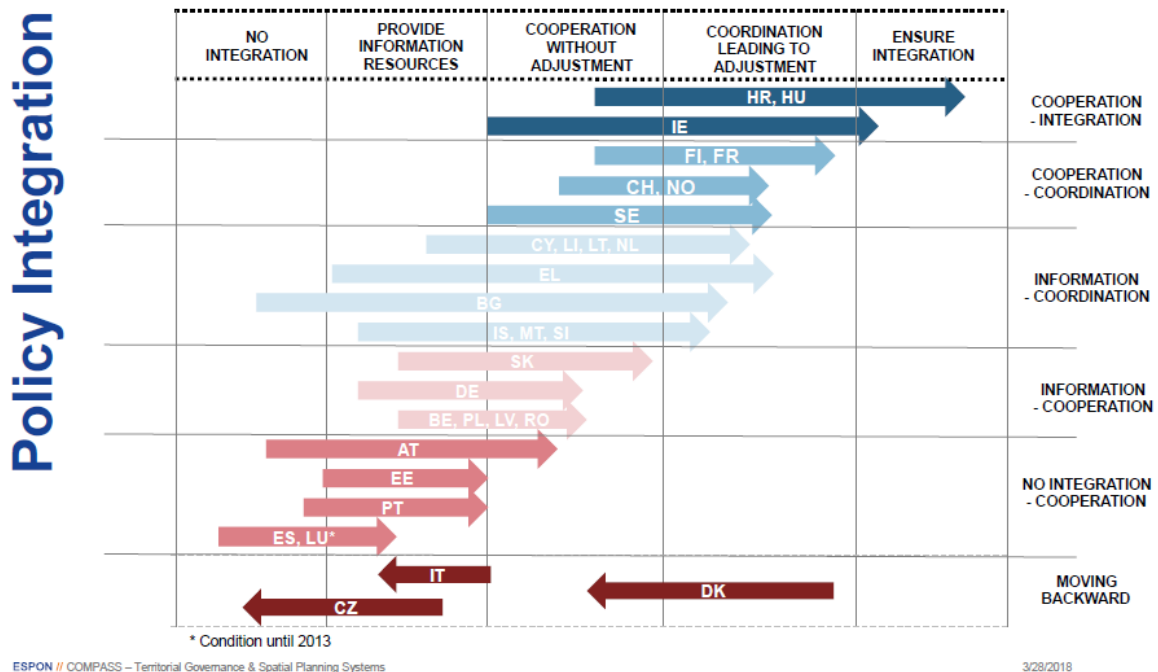 Policy Integration
NO
INTEGRATION
PROVIDE
INFORMATION
RESOURCES
COOPERATION
WITHOUT
ADJUSTMENT
COORDINATION
LEADING TO
ADJUSTMENT
ENSURE
INTEGRATION
HR, HU
IE
COOPERATION
- INTEGRATION
FI, FR
CH, NO
SE
COOPERATION
- COORDINATION
CY, LI, LT, NL
EL
BG
IS, MT, SI
INFORMATION
- COORDINATION
SK
DE
BE, PL, LV, RO
INFORMATION
- COOPERATION
AT
EE
PT
ES, LU*
NO INTEGRATION
- COOPERATION
IT
DK
CZ
MOVING
BACKWARD
* Condition until 2013
ESPON // COMPASS – Territorial Governance & Spatial Planning Systems
3/28/2018